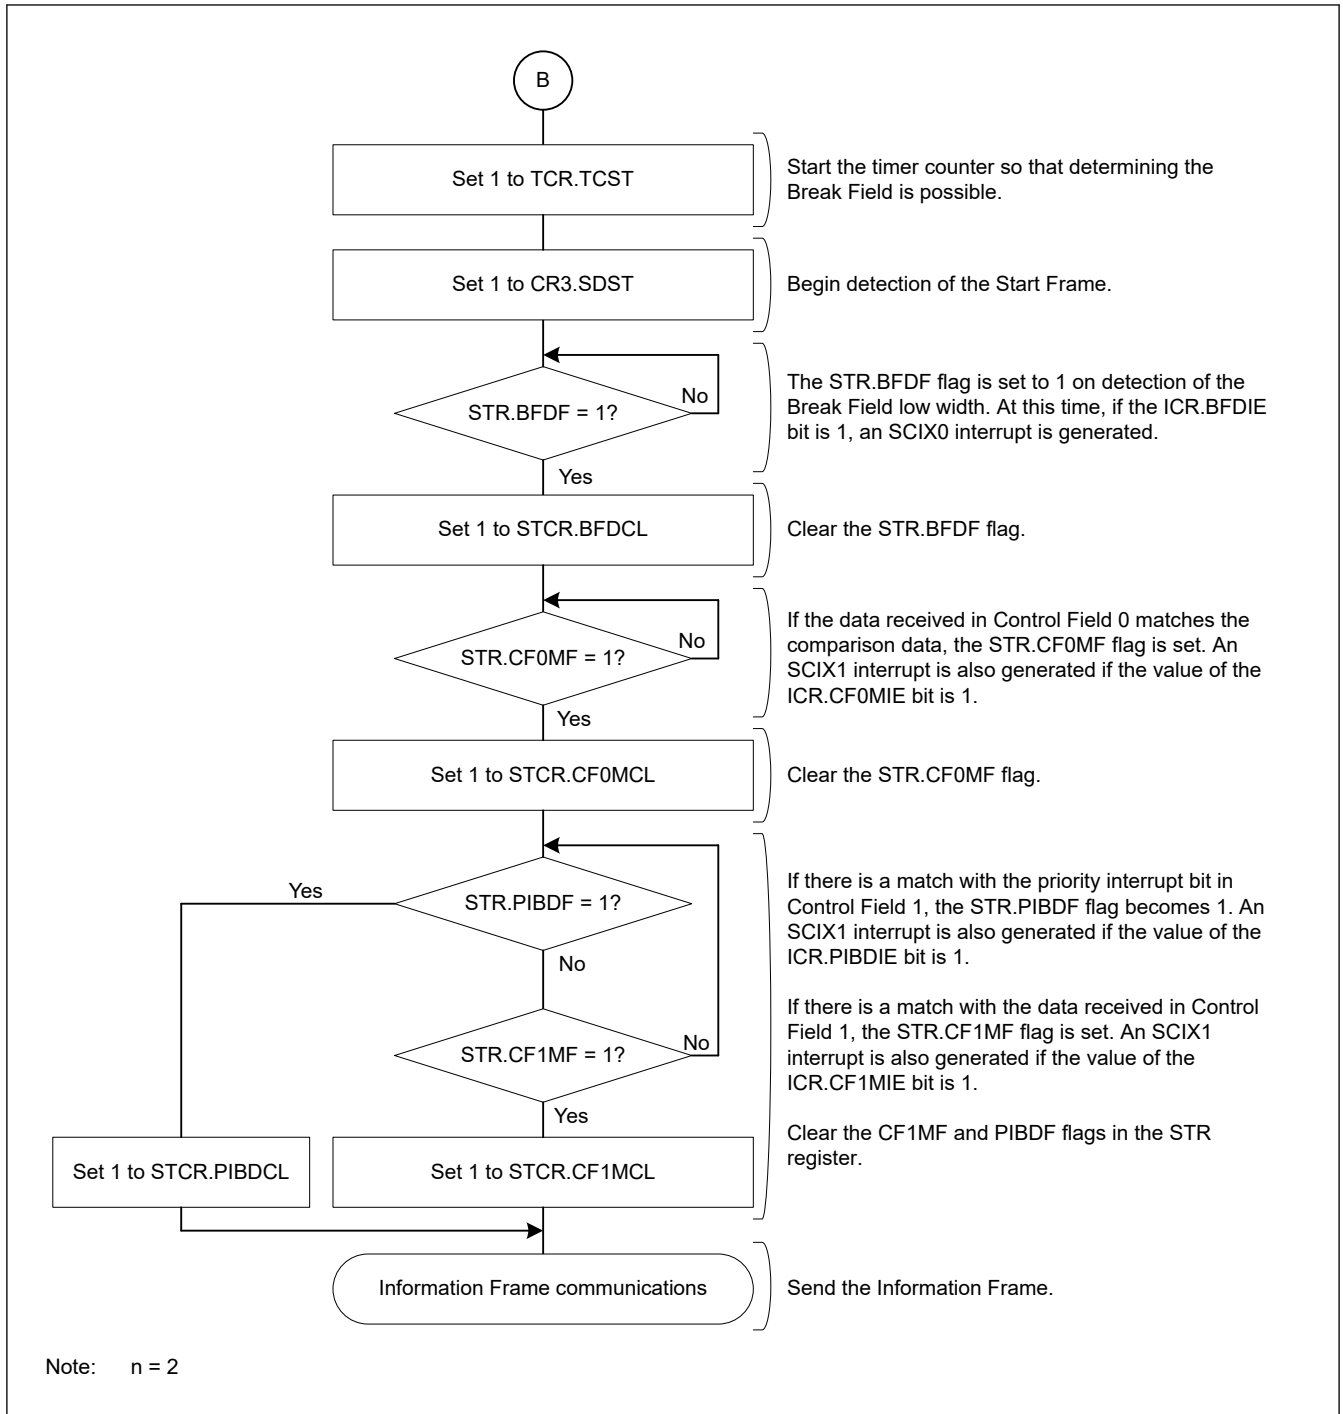 B
Set 1 to TCR.TCST
Start the timer counter so that determining the
Break Field is possible.
Set 1 to CR3.SDST
Begin detection of the Start Frame.
STR.BFDF = 1?
No
Yes
The STR.BFDF flag is set to 1 on detection of the
Break Field low width. At this time, if the ICR.BFDIE
bit is 1, an SCIX0 interrupt is generated.
Set 1 to STCR.BFDCL
Clear the STR.BFDF flag.
STR.CF0MF = 1?
No
Yes
If the data received in Control Field 0 matches the
comparison data, the STR.CF0MF flag is set. An
SCIX1 interrupt is also generated if the value of the
ICR.CF0MIE bit is 1.
Set 1 to STCR.CF0MCL
Clear the STR.CF0MF flag.
Yes
STR.PIBDF = 1?
No
If there is a match with the priority interrupt bit in
Control Field 1, the STR.PIBDF flag becomes 1. An
SCIX1 interrupt is also generated if the value of the
ICR.PIBDIE bit is 1.
STR.CF1MF = 1?
No
Yes
If there is a match with the data received in Control
Field 1, the STR.CF1MF flag is set. An SCIX1
interrupt is also generated if the value of the
ICR.CF1MIE bit is 1.
Set 1 to STCR.PIBDCL
Set 1 to STCR.CF1MCL
Clear the CF1MF and PIBDF flags in the STR
register.
Information Frame communications
Send the Information Frame.
Note: n = 2